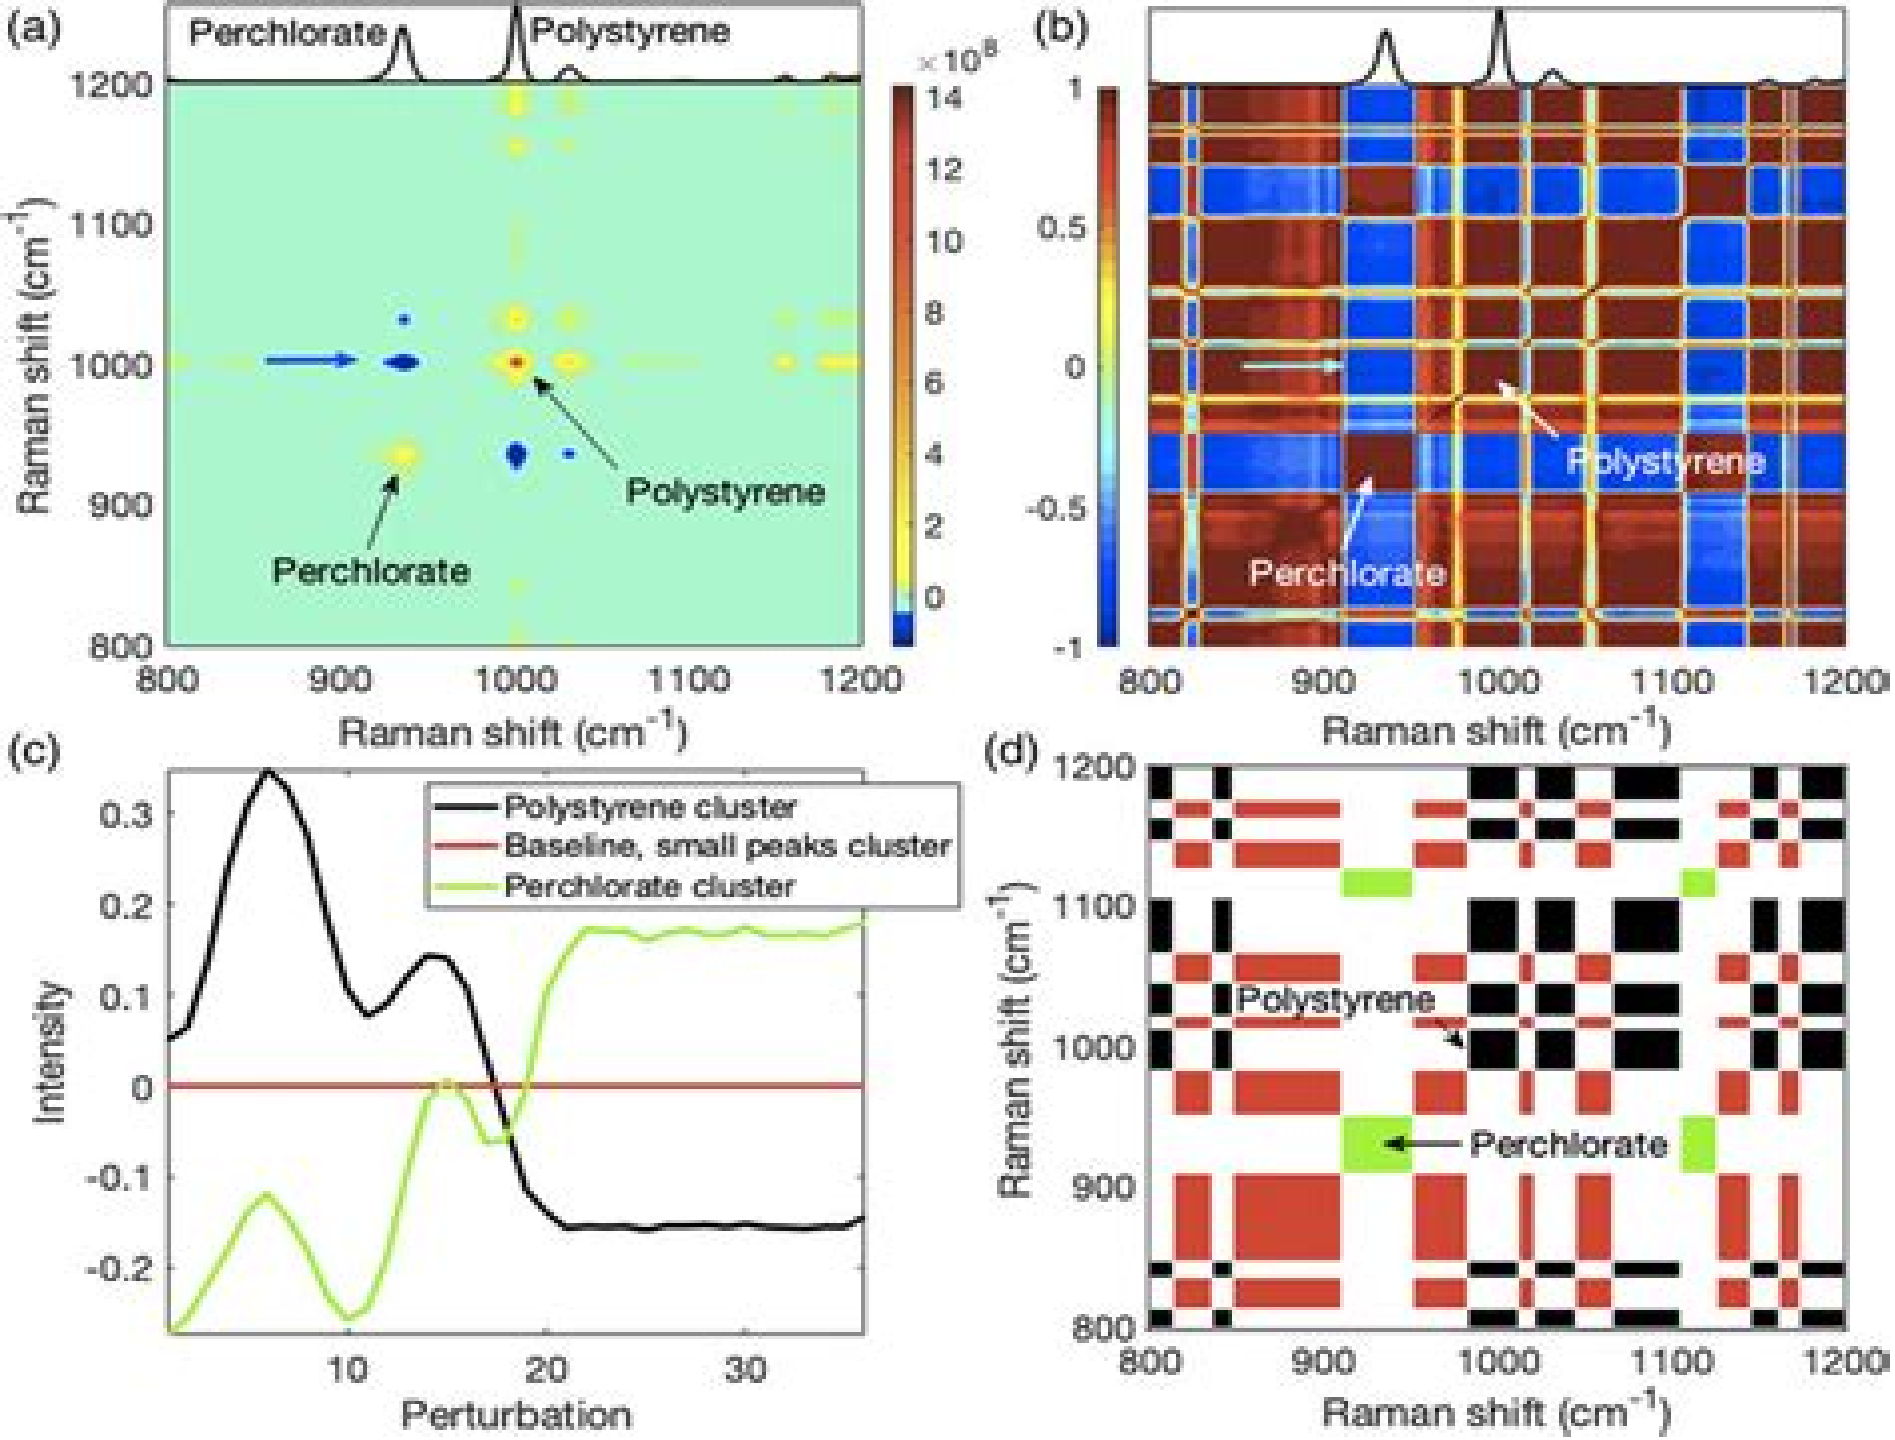 (a)
Perchlorate
Polystyrene
×10⁸
1200
1100
1000
900
800
Raman shift (cm⁻¹)
14
12
10
8
6
4
2
0
Polystyrene
Perchlorate
800 900 1000 1100 1200
Raman shift (cm⁻¹)
(b)
1
0.5
0
-0.5
-1
Polystyrene
Perchlorate
800 900 1000 1100 1200
Raman shift (cm⁻¹)
(c)
Polystyrene cluster
Baseline, small peaks cluster
Perchlorate cluster
0.3
0.2
0.1
0
-0.1
-0.2
Intensity
10 20 30
Perturbation
(d)
1200
1100
1000
900
800
Raman shift (cm⁻¹)
Polystyrene
Perchlorate
800 900 1000 1100 1200
Raman shift (cm⁻¹)